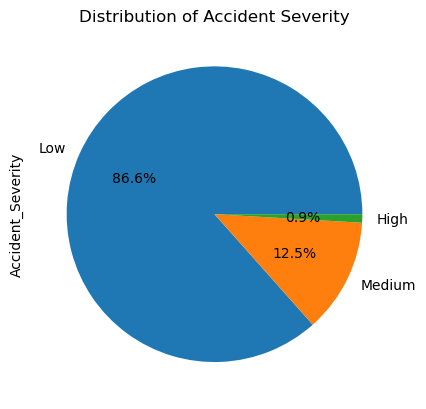 Distribution of Accident Severity
Low
86.6%
Accident_Severity
0.9%
High
12.5%
Medium